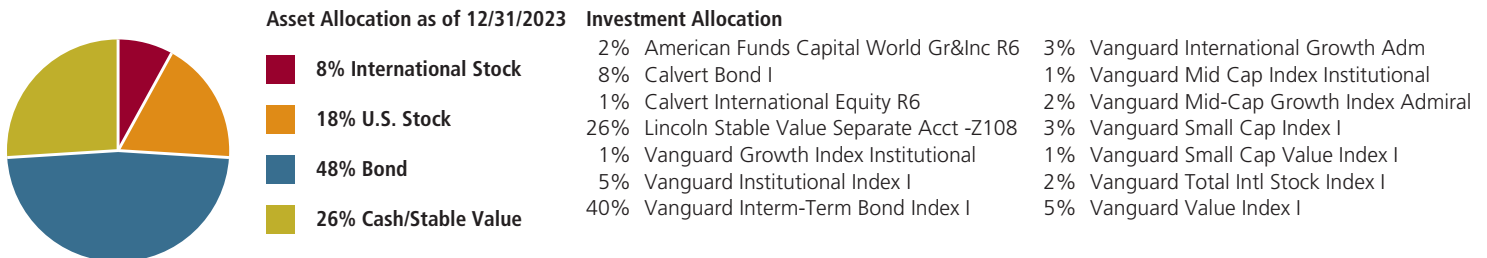 Asset Allocation as of 12/31/2023
8% International Stock
18% U.S. Stock
48% Bond
26% Cash/Stable Value
Investment Allocation
2% American Funds Capital World Gr&Inc R6
8% Calvert Bond I
1% Calvert International Equity R6
26% Lincoln Stable Value Separate Acct -Z108
1% Vanguard Growth Index Institutional
5% Vanguard Institutional Index I
40% Vanguard Interm-Term Bond Index I
3% Vanguard International Growth Adm
1% Vanguard Mid Cap Index Institutional
2% Vanguard Mid-Cap Growth Index Admiral
3% Vanguard Small Cap Index I
1% Vanguard Small Cap Value Index I
2% Vanguard Total Intl Stock Index I
5% Vanguard Value Index I